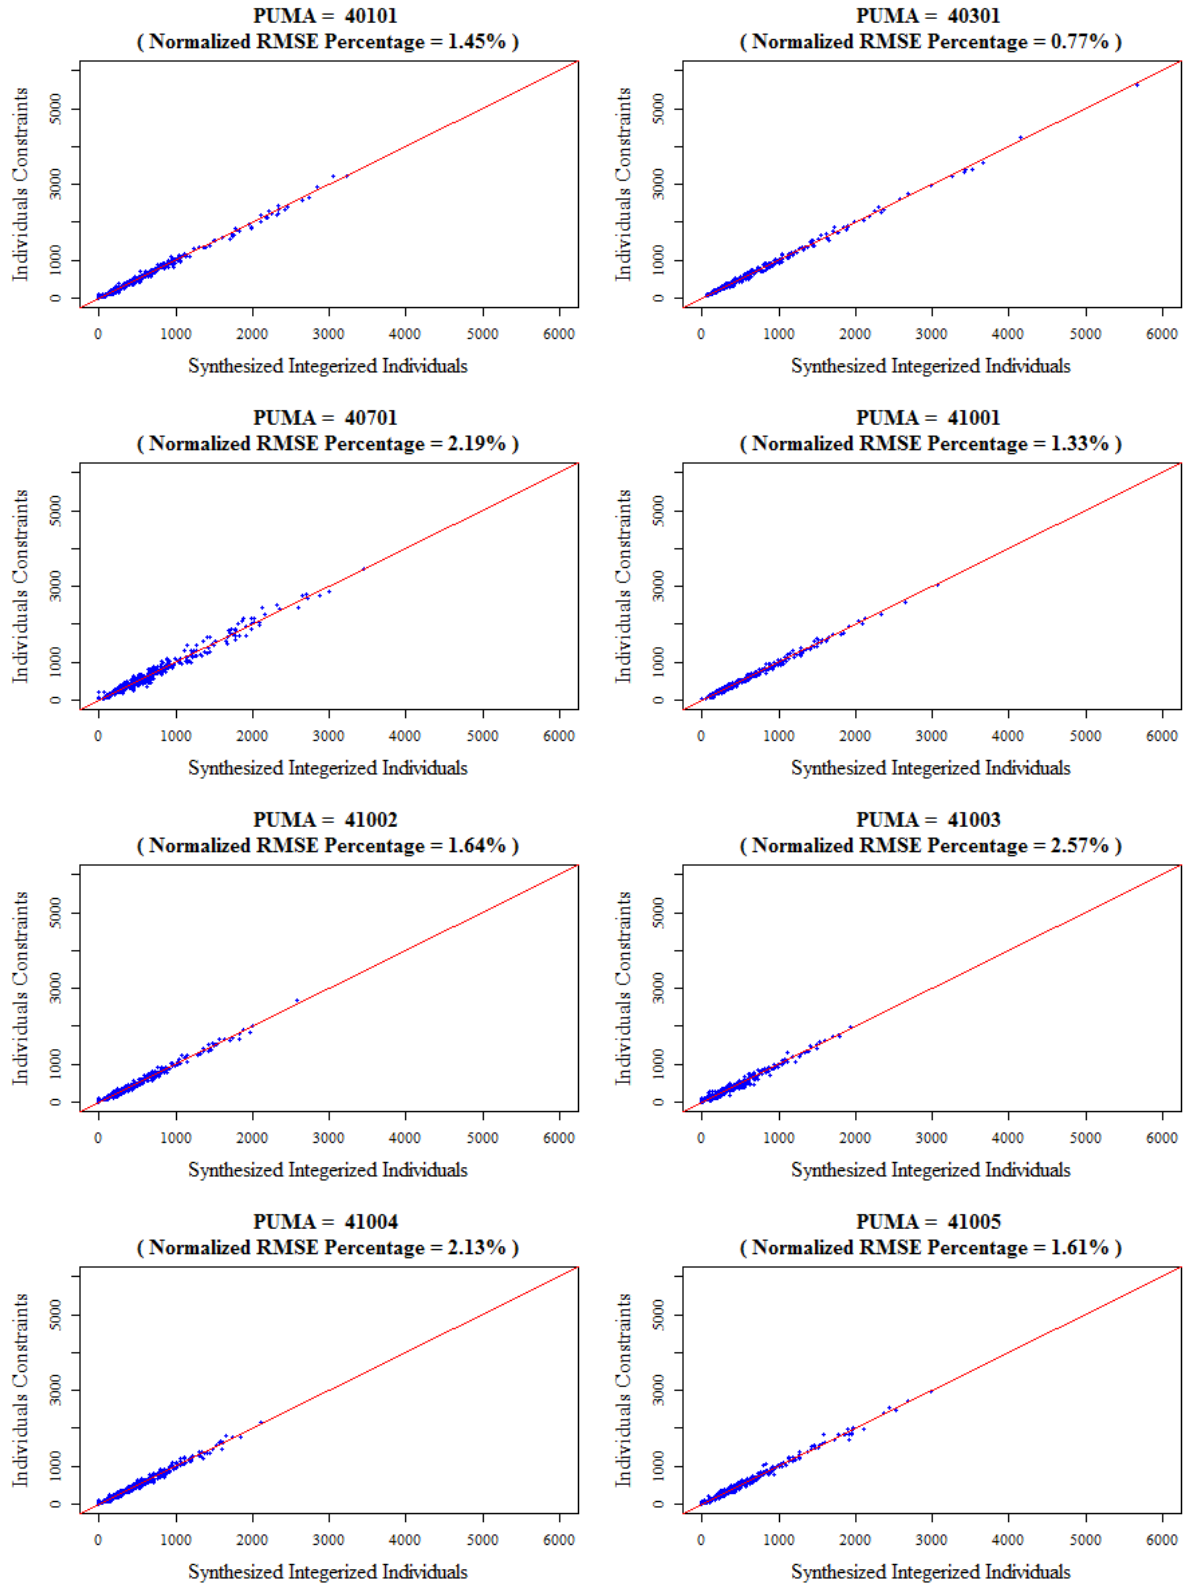 PUMA = 40101
( Normalized RMSE Percentage = 1.45% )
Individuals Constraints
5000
3000
1000
0
0 1000 2000 3000 4000 5000 6000
Synthesized Integerized Individuals
PUMA = 40301
( Normalized RMSE Percentage = 0.77% )
Individuals Constraints
5000
3000
1000
0
0 1000 2000 3000 4000 5000 6000
Synthesized Integerized Individuals
PUMA = 40701
( Normalized RMSE Percentage = 2.19% )
Individuals Constraints
5000
3000
1000
0
0 1000 2000 3000 4000 5000 6000
Synthesized Integerized Individuals
PUMA = 41001
( Normalized RMSE Percentage = 1.33% )
Individuals Constraints
5000
3000
1000
0
0 1000 2000 3000 4000 5000 6000
Synthesized Integerized Individuals
PUMA = 41002
( Normalized RMSE Percentage = 1.64% )
Individuals Constraints
5000
3000
1000
0
0 1000 2000 3000 4000 5000 6000
Synthesized Integerized Individuals
PUMA = 41003
( Normalized RMSE Percentage = 2.57% )
Individuals Constraints
5000
3000
1000
0
0 1000 2000 3000 4000 5000 6000
Synthesized Integerized Individuals
PUMA = 41004
( Normalized RMSE Percentage = 2.13% )
Individuals Constraints
5000
3000
1000
0
0 1000 2000 3000 4000 5000 6000
Synthesized Integerized Individuals
PUMA = 41005
( Normalized RMSE Percentage = 1.61% )
Individuals Constraints
5000
3000
1000
0
0 1000 2000 3000 4000 5000 6000
Synthesized Integerized Individuals